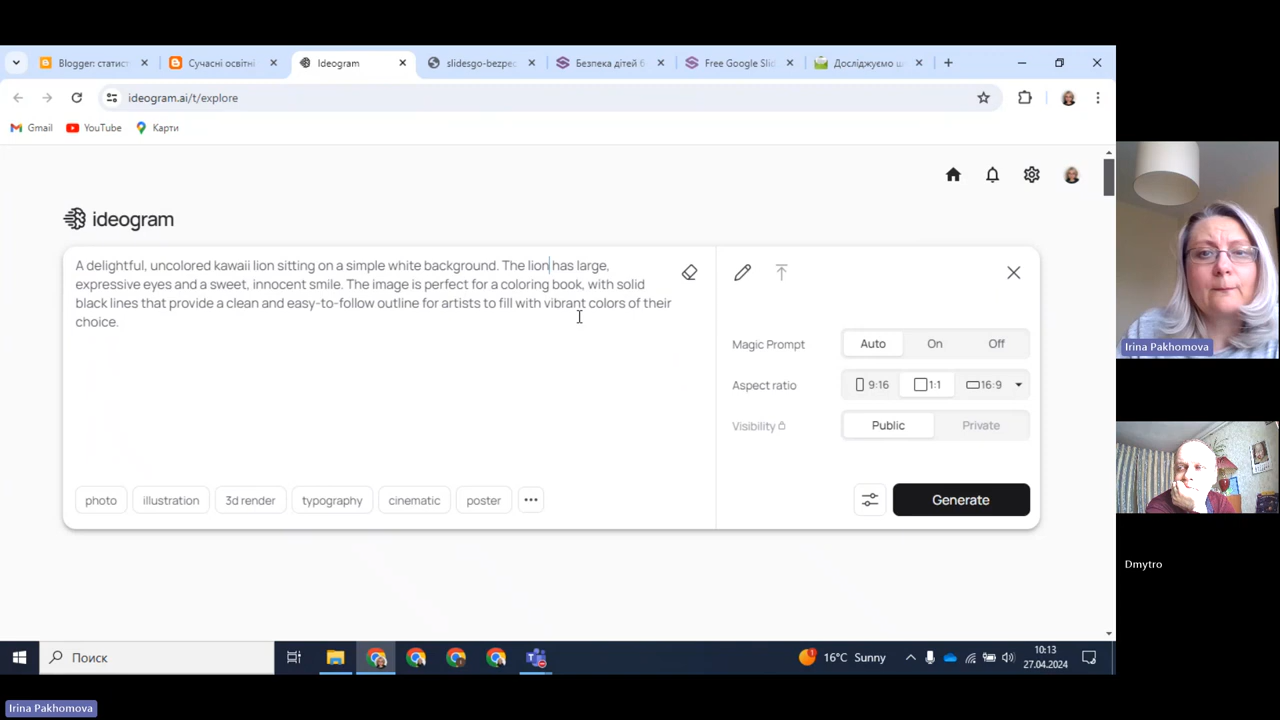 Blogger: статист
Сучасні освітні
Ideogram
slidesgo-bezpec
Безпека дітей б
Free Google Slid
Досліджуємо ш
ideogram.ai/t/explore
Gmail
YouTube
Карти
ideogram
A delightful, uncolored kawaii lion sitting on a simple white background. The lion has large,
expressive eyes and a sweet, innocent smile. The image is perfect for a coloring book, with solid
black lines that provide a clean and easy-to-follow outline for artists to fill with vibrant colors of their
choice.
Magic Prompt
Auto
On
Off
Aspect ratio
9:16
1:1
16:9
Visibility
Public
Private
photo
illustration
3d render
typography
cinematic
poster
Generate
Irina Pakhomova
Dmytro
Поиск
16°C Sunny
10:13
27.04.2024
Irina Pakhomova